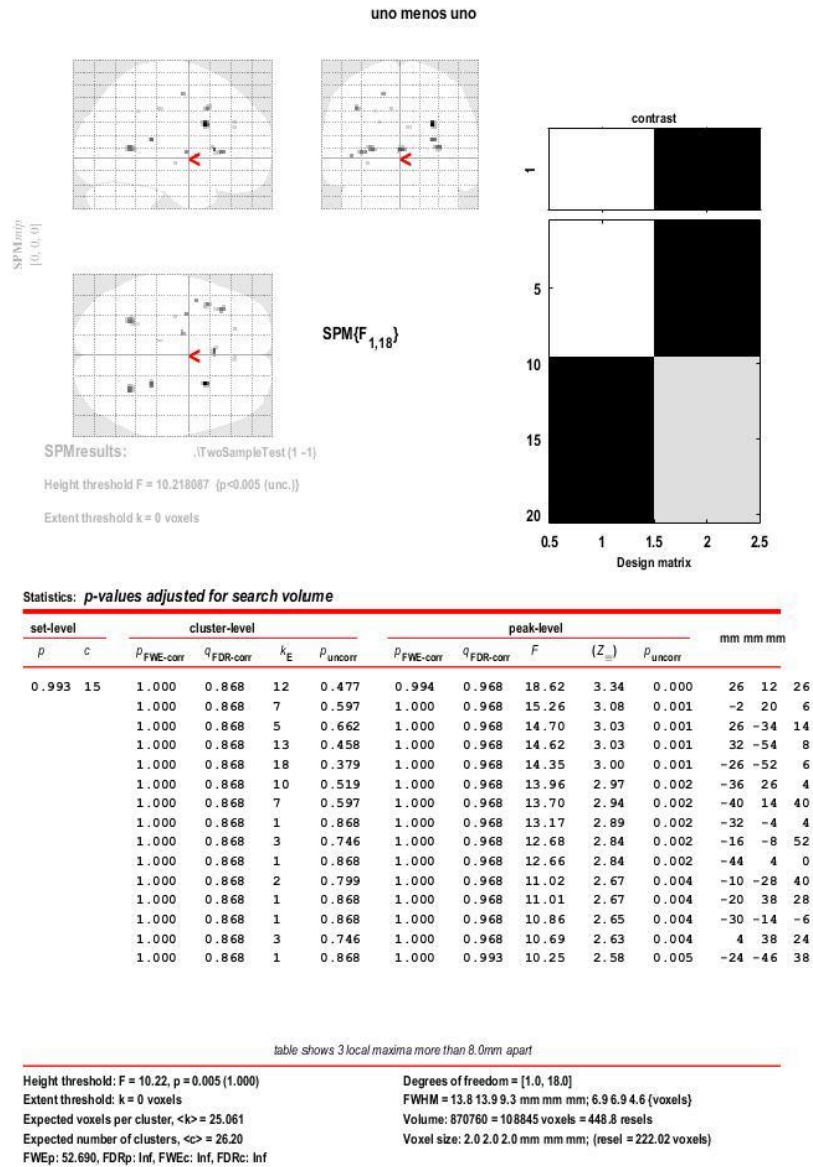 uno menos uno
contrast
1
SPMmip
[0, 0, 0]
<
<
<
SPM{F1,18}
5
10
15
20
0.5 1 1.5 2 2.5
Design matrix
SPMresults: .\TwoSampleTest (1 -1)
Height threshold F = 10.218087 {p<0.005 (unc.)}
Extent threshold k = 0 voxels
Statistics: p-values adjusted for search volume
set-level cluster-level peak-level mm mm mm
p c pFWE-corr qFDR-corr kE puncorr pFWE-corr qFDR-corr F (Z≡) puncorr
0.993 15 1.000 0.868 12 0.477 0.994 0.968 18.62 3.34 0.000 26 12 26
1.000 0.868 7 0.597 1.000 0.968 15.26 3.08 0.001 -2 20 6
1.000 0.868 5 0.662 1.000 0.968 14.70 3.03 0.001 26 -34 14
1.000 0.868 13 0.458 1.000 0.968 14.62 3.03 0.001 32 -54 8
1.000 0.868 18 0.379 1.000 0.968 14.35 3.00 0.001 -26 -52 6
1.000 0.868 10 0.519 1.000 0.968 13.96 2.97 0.002 -36 26 4
1.000 0.868 7 0.597 1.000 0.968 13.70 2.94 0.002 -40 14 40
1.000 0.868 1 0.868 1.000 0.968 13.17 2.89 0.002 -32 -4 4
1.000 0.868 3 0.746 1.000 0.968 12.68 2.84 0.002 -16 -8 52
1.000 0.868 1 0.868 1.000 0.968 12.66 2.84 0.002 -44 4 0
1.000 0.868 2 0.799 1.000 0.968 11.02 2.67 0.004 -10 -28 40
1.000 0.868 1 0.868 1.000 0.968 11.01 2.67 0.004 -20 38 28
1.000 0.868 1 0.868 1.000 0.968 10.86 2.65 0.004 -30 -14 -6
1.000 0.868 3 0.746 1.000 0.968 10.69 2.63 0.004 4 38 24
1.000 0.868 1 0.868 1.000 0.993 10.25 2.58 0.005 -24 -46 38
table shows 3 local maxima more than 8.0mm apart
Height threshold: F = 10.22, p = 0.005 (1.000)
Extent threshold: k = 0 voxels
Expected voxels per cluster, <k> = 25.061
Expected number of clusters, <c> = 26.20
FWEp: 52.690, FDRp: Inf, FWEc: Inf, FDRc: Inf
Degrees of freedom = [1.0, 18.0]
FWHM = 13.8 13.9 9.3 mm mm mm; 6.9 6.9 4.6 {voxels}
Volume: 870760 = 108845 voxels = 448.8 resels
Voxel size: 2.0 2.0 2.0 mm mm mm; (resel = 222.02 voxels)